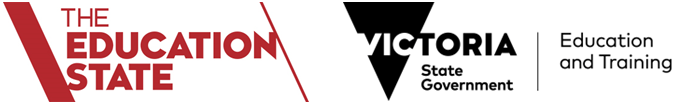 THE
EDUCATION
STATE
VICTORIA
State
Government
Education
and Training